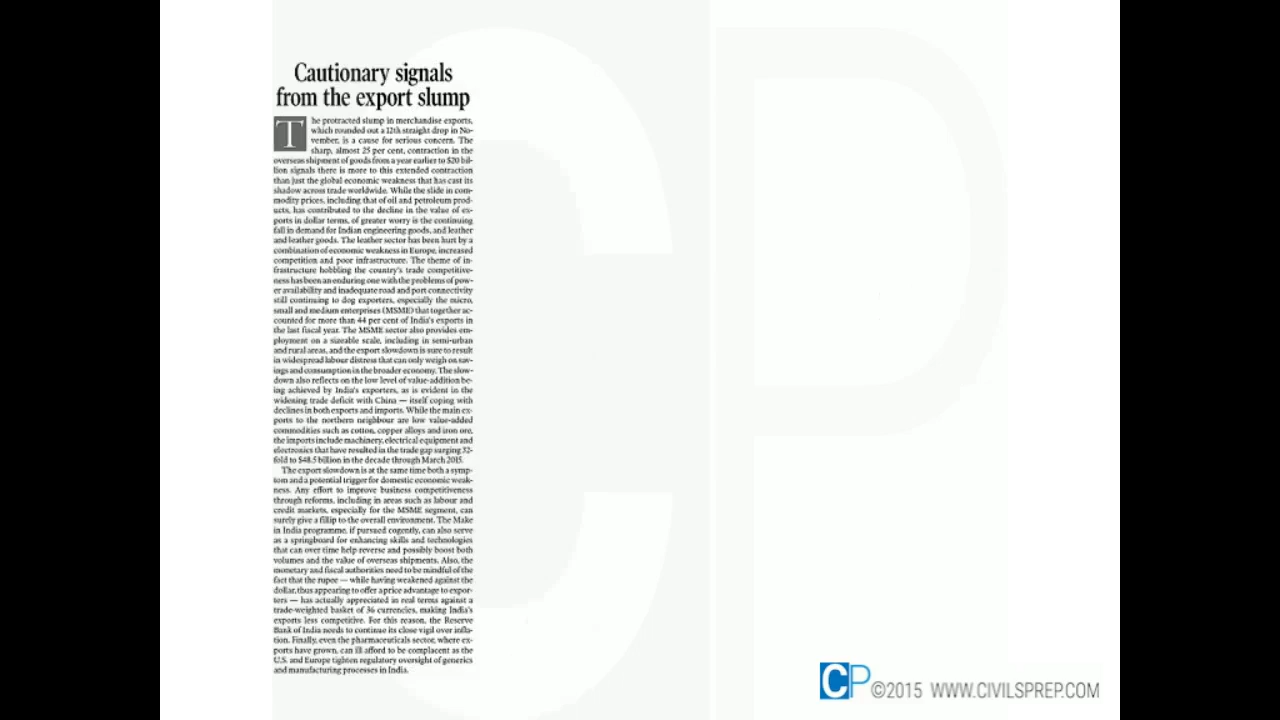 Cautionary signals
from the export slump
The protracted slump in merchandise exports,
which rounded out a 12th straight drop in No-
vember, is a cause for serious concern. The
sharp, almost 25 per cent, contraction in the
overseas shipment of goods from a year earlier to $20 bil-
lion signals there is more to this extended contraction
than just the global economic weakness that has cast its
shadow across trade worldwide. While the slide in com-
modity prices, including that of oil and petroleum prod-
ucts, has contributed to the decline in the value of ex-
ports in dollar terms, of greater worry is the continuing
fall in demand for Indian engineering goods, and leather
and leather goods. The leather sector has been hurt by a
combination of economic weakness in Europe, increased
competition and poor infrastructure. The theme of in-
frastructure hobbling the country's trade competitive-
ness has been an enduring one with the problems of pow-
er availability and inadequate road and port connectivity
still continuing to dog exporters, especially the micro,
small and medium enterprises (MSME) that together ac-
counted for more than 44 per cent of India's exports in
the last fiscal year. The MSME sector also provides em-
ployment on a sizeable scale, including in semi-urban
and rural areas, and the export slowdown is sure to result
in widespread labour distress that can only weigh on sav-
ings and consumption in the broader economy. The slow-
down also reflects on the low level of value-addition be-
ing achieved by India's exporters, as is evident in the
widening trade deficit with China — itself coping with
declines in both exports and imports. While the main ex-
ports to the northern neighbour are low value-added
commodities such as cotton, copper alloys and iron ore,
the imports include machinery, electrical equipment and
electronics that have resulted in the trade gap surging 32-
fold to $48.5 billion in the decade through March 2015.
The export slowdown is at the same time both a symp-
tom and a potential trigger for domestic economic weak-
ness. Any effort to improve business competitiveness
through reforms, including in areas such as labour and
credit markets, especially for the MSME segment, can
surely give a fillip to the overall environment. The Make
in India programme, if pursued cogently, can also serve
as a springboard for enhancing skills and technologies
that can over time help reverse and possibly boost both
volumes and the value of overseas shipments. Also, the
monetary and fiscal authorities need to be mindful of the
fact that the rupee — while having weakened against the
dollar, thus appearing to offer a price advantage to expor-
ters — has actually appreciated in real terms against a
trade-weighted basket of 36 currencies, making India's
exports less competitive. For this reason, the Reserve
Bank of India needs to continue its close vigil over infla-
tion. Finally, even the pharmaceuticals sector, where ex-
ports have grown, can ill afford to be complacent as the
U.S. and Europe tighten regulatory oversight of generics
and manufacturing processes in India.
CP ©2015 WWW.CIVILSPREP.COM